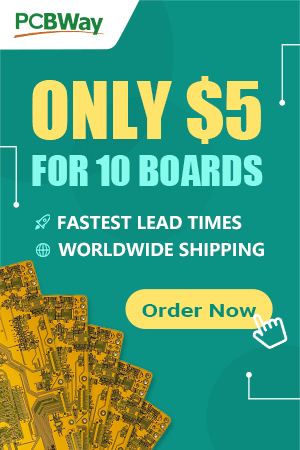 PCBWay
ONLY $5
FOR 10 BOARDS
FASTEST LEAD TIMES
WORLDWIDE SHIPPING
Order Now